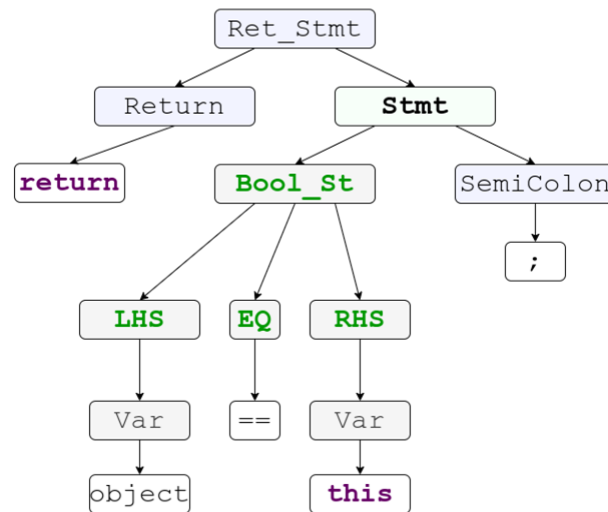 Ret_Stmt
Return
Stmt
return
Bool_St
SemiColon
;
LHS
EQ
RHS
Var
==
Var
object
this